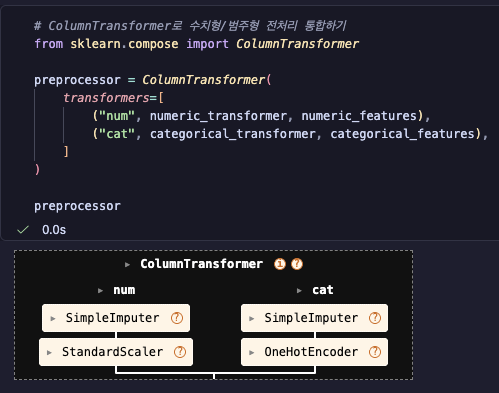 # ColumnTransformer로 수치형/범주형 전처리 통합하기
from sklearn.compose import ColumnTransformer
preprocessor = ColumnTransformer(
transformers=[
("num", numeric_transformer, numeric_features),
("cat", categorical_transformer, categorical_features),
]
)
preprocessor
0.0s
ColumnTransformer i ?
num cat
SimpleImputer ? SimpleImputer ?
StandardScaler ? OneHotEncoder ?